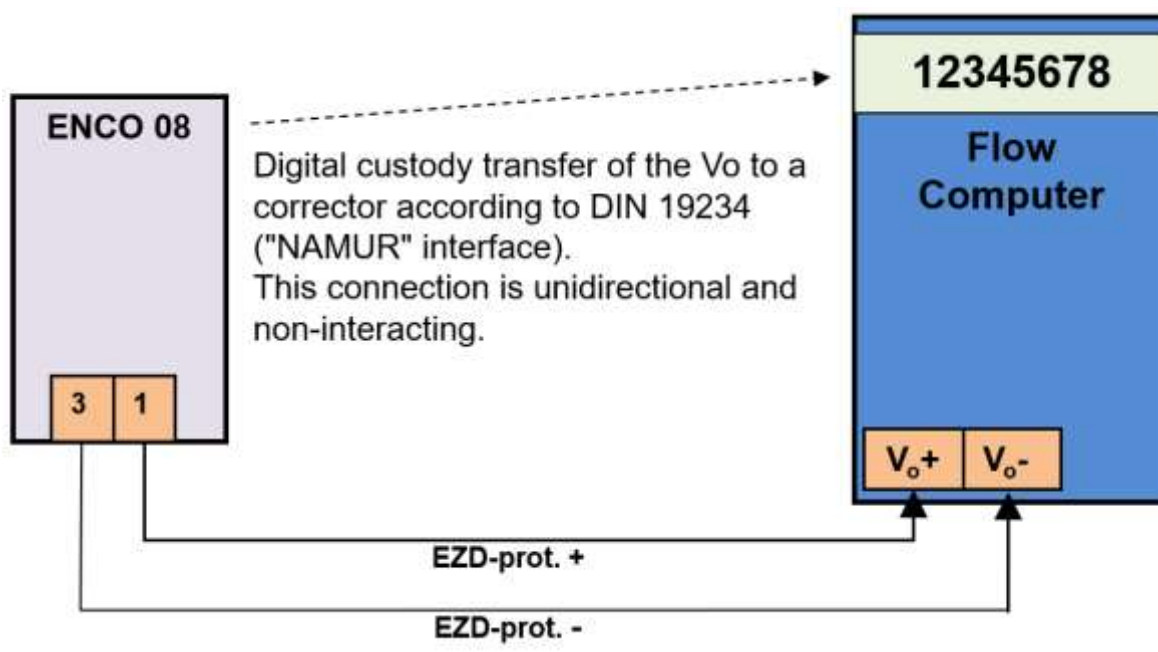 12345678
ENCO 08
Flow
Computer
Digital custody transfer of the Vo to a
corrector according to DIN 19234
("NAMUR" interface).
This connection is unidirectional and
non-interacting.
3 1
Vo+ Vo-
EZD-prot. +
EZD-prot. -